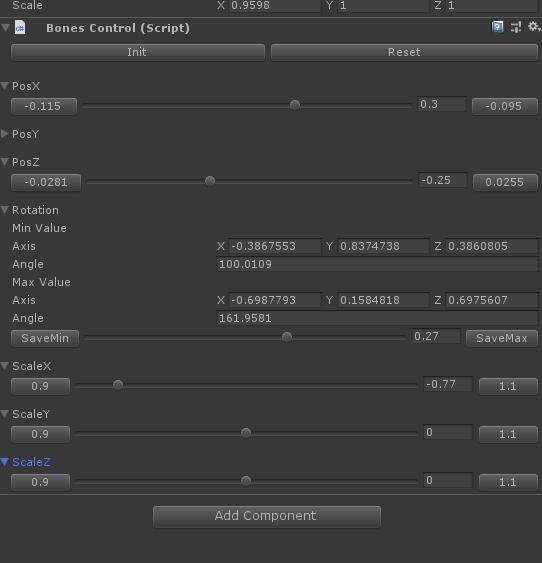 Scale X 0.9598 Y 1 Z 1
Bones Control (Script)
Init Reset
PosX
-0.115 0.3 -0.095
PosY
PosZ
-0.0281 -0.25 0.0255
Rotation
Min Value
Axis X -0.3867553 Y 0.8374738 Z 0.3860805
Angle 100.0109
Max Value
Axis X -0.6987793 Y 0.1584818 Z 0.6975607
Angle 161.9581
SaveMin 0.27 SaveMax
ScaleX
0.9 -0.77 1.1
ScaleY
0.9 0 1.1
ScaleZ
0.9 0 1.1
Add Component